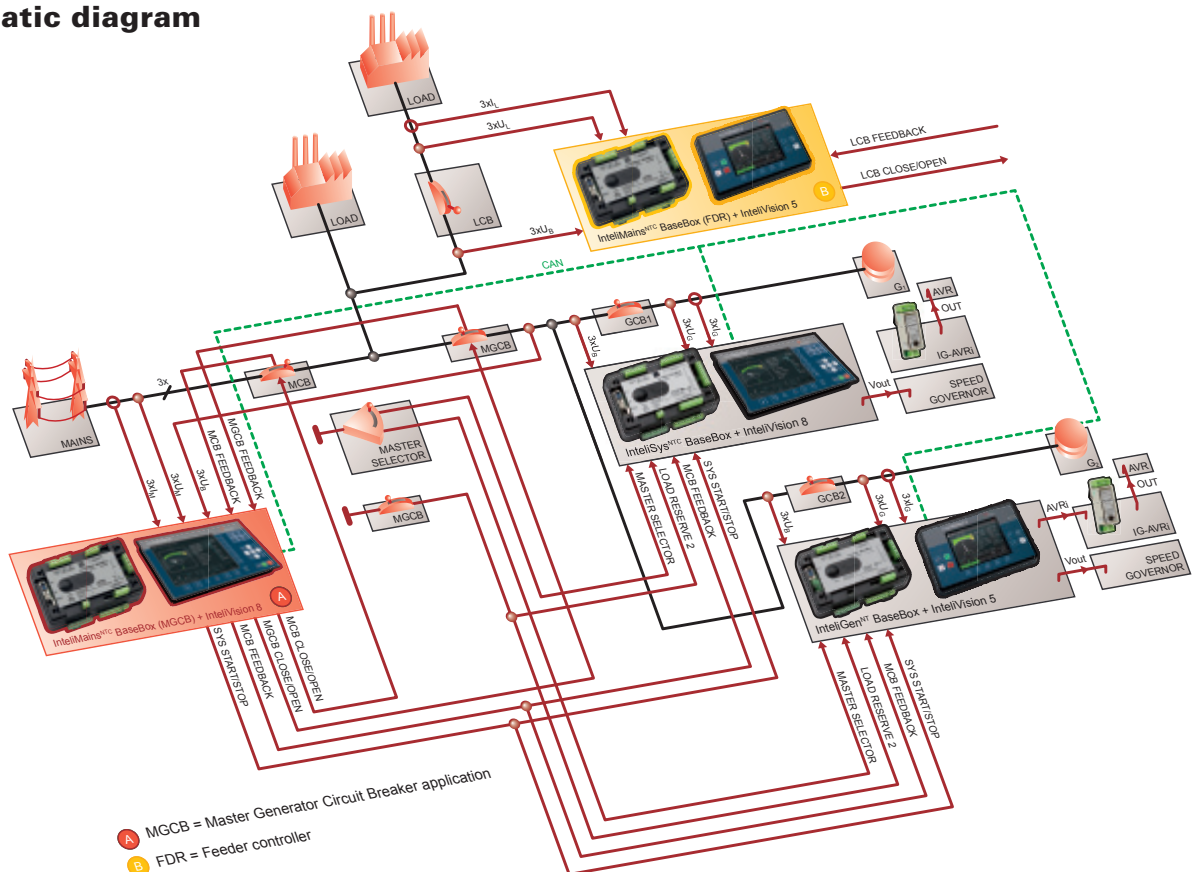 atic diagram
LOAD
LOAD
3xIL
3xUL
LCB
3xUB
InteliMainsNTC BaseBox (FDR) + InteliVision 5
B
LCB FEEDBACK
LCB CLOSE/OPEN
CAN
G1
AVR
OUT
IG-AVRi
Vout
SPEED
GOVERNOR
GCB1
3xUB
3xUG
3xIG
MGCB
MCB
3x
MAINS
InteliSysNTC BaseBox + InteliVision 8
MASTER
SELECTOR
MGCB
3xIM
3xUM
3xUB
MCB FEEDBACK
MGCB FEEDBACK
MASTER SELECTOR
LOAD RESERVE 2
MCB FEEDBACK
SYS START/STOP
GCB2
3xUB
3xUG
3xIG
AVR
OUT
AVRi
IG-AVRi
Vout
SPEED
GOVERNOR
InteliGenNT BaseBox + InteliVision 5
InteliMainsNTC BaseBox (MGCB) + InteliVision 8
A
SYS START/STOP
MCB FEEDBACK
MGCB CLOSE/OPEN
MCB CLOSE/OPEN
MASTER SELECTOR
LOAD RESERVE 2
MCB FEEDBACK
SYS START/STOP
A MGCB = Master Generator Circuit Breaker application
B FDR = Feeder controller